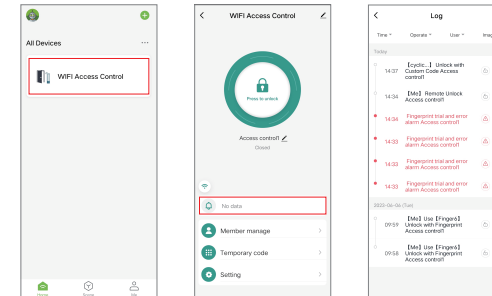 All Devices
WIFI Access Control
Home
Scene
Me
WIFI Access Control
Press to unlock
Access control1
Closed
No data
Member manage
Temporary code
Setting
Log
Time
Operate
User
Today
14:37
【cyclic...】 Unlock with
Custom Code Access
control1
14:34
【Me】 Remote Unlock
Access control1
14:34
Fingerprint trial and error
alarm Access control1
14:33
Fingerprint trial and error
alarm Access control1
14:33
Fingerprint trial and error
alarm Access control1
14:33
Fingerprint trial and error
alarm Access control1
(Tue)
09:59
【Me】 Use 【Finger5】
Unlock with Fingerprint
Access control1
09:58
【Me】 Use 【Finger5】
Unlock with Fingerprint
Access control1